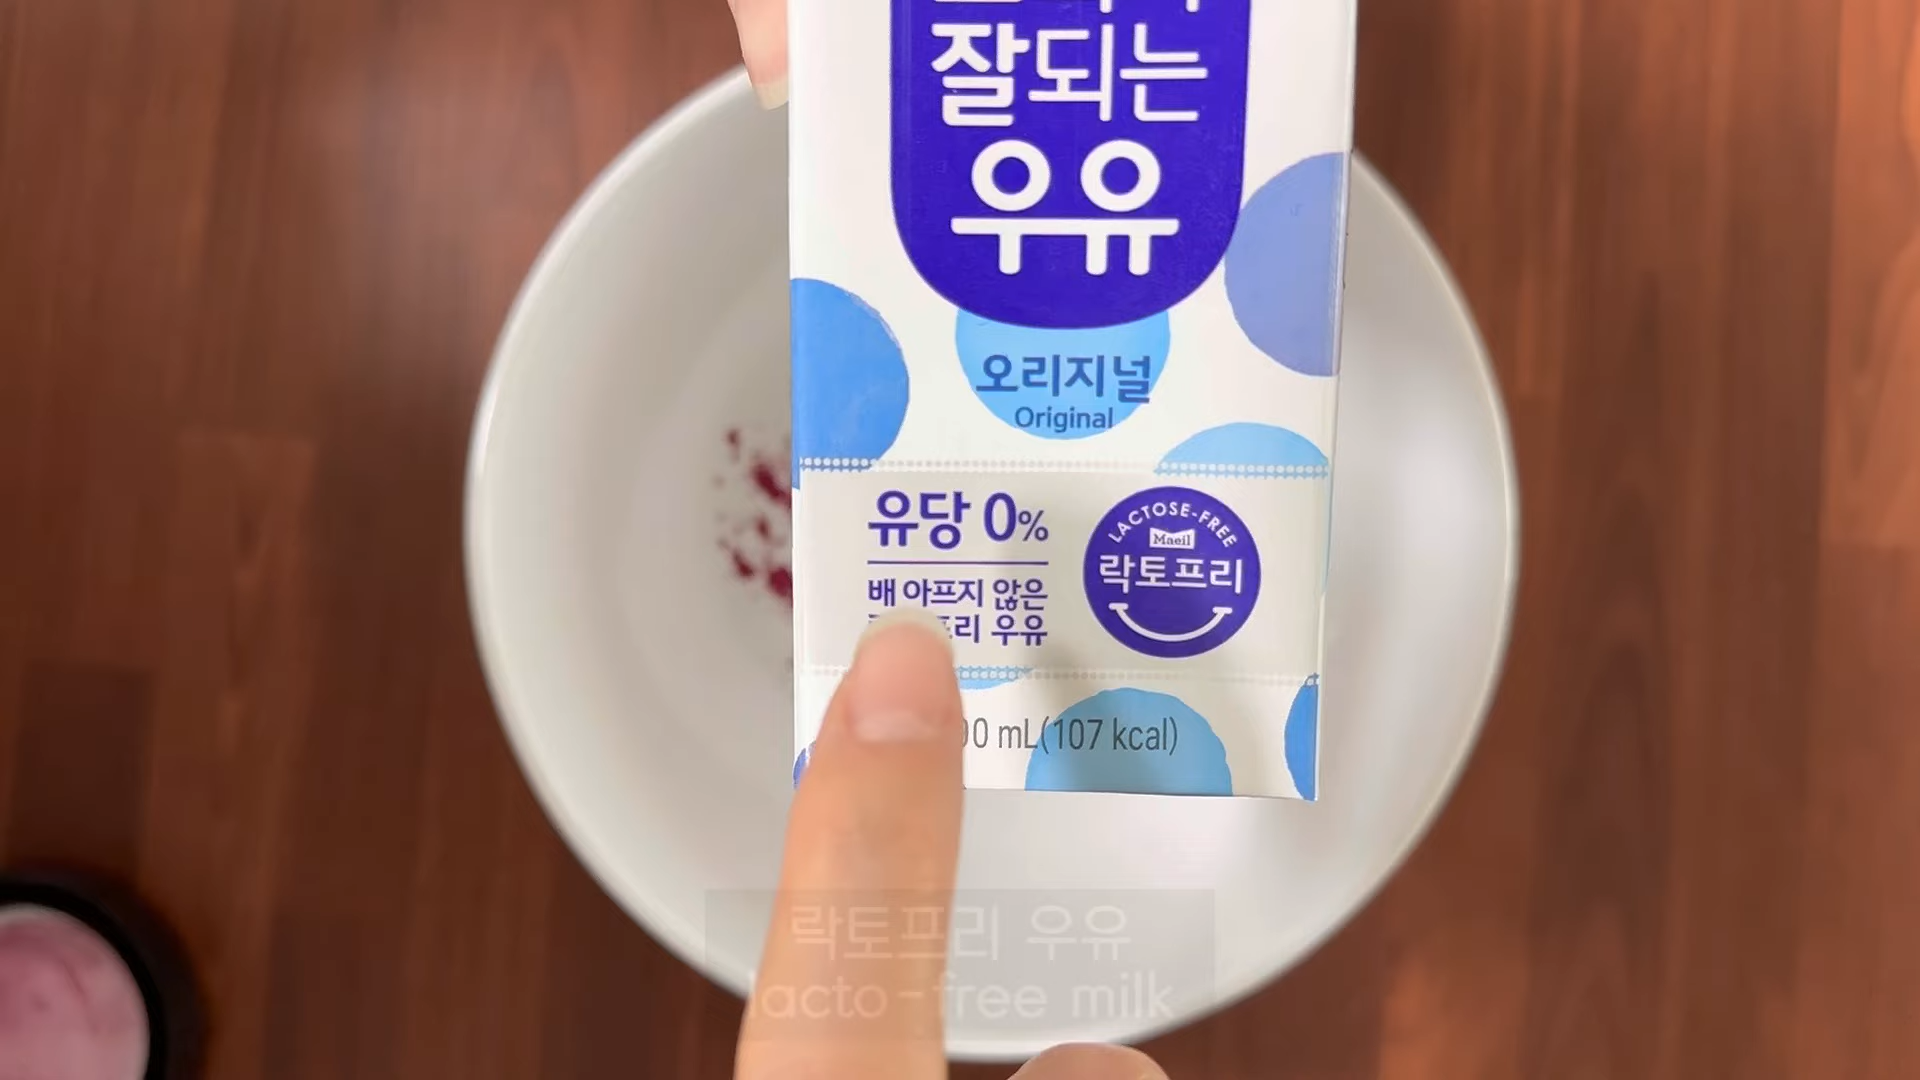 잘되는
우유
오리지널
Original
유당 0%
배 아프지 않은
우유
LACTOSE-FREE
Maeil
락토프리
mL(107 kcal)
락토프리 우유
lacto-free milk